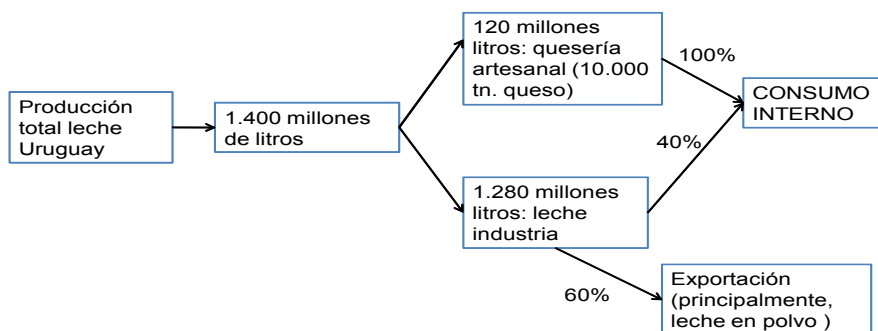 Producción
total leche
Uruguay
1.400 millones
de litros
120 millones
litros: quesería
artesanal (10.000
tn. queso)
100%
CONSUMO
INTERNO
40%
1.280 millones
litros: leche
industria
60%
Exportación
(principalmente,
leche en polvo )